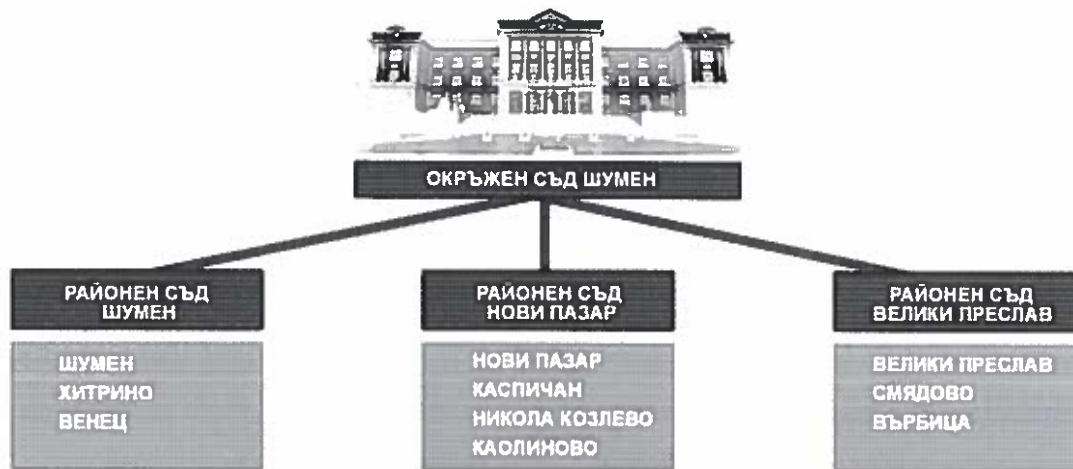 ОКРЪЖЕН СЪД ШУМЕН
РАЙОНЕН СЪД
ШУМЕН
ШУМЕН
ХИТРИНО
ВЕНЕЦ
РАЙОНЕН СЪД
НОВИ ПАЗАР
НОВИ ПАЗАР
КАСПИЧАН
НИКОЛА КОЗЛЕВО
КАОЛИНОВО
РАЙОНЕН СЪД
ВЕЛИКИ ПРЕСЛАВ
ВЕЛИКИ ПРЕСЛАВ
СМЯДОВО
ВЪРБИЦА